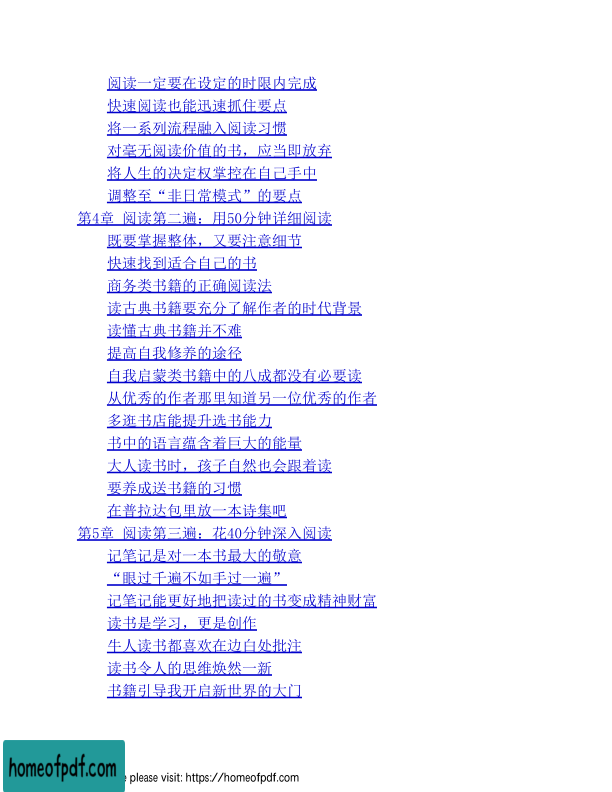 阅读一定要在设定的时限内完成
快速阅读也能迅速抓住要点
将一系列流程融入阅读习惯
对毫无阅读价值的书，应当即放弃
将人生的决定权掌控在自己手中
调整至“非日常模式”的要点
第4章 阅读第二遍：用50分钟详细阅读
既要掌握整体，又要注意细节
快速找到适合自己的书
商务类书籍的正确阅读法
读古典书籍要充分了解作者的时代背景
读懂古典书籍并不难
提高自我修养的途径
自我启蒙类书籍中的八成都没有必要读
从优秀的作者那里知道另一位优秀的作者
多逛书店能提升选书能力
书中的语言蕴含着巨大的能量
大人读书时，孩子自然也会跟着读
要养成送书籍的习惯
在普拉达包里放一本诗集吧
第5章 阅读第三遍：花40分钟深入阅读
记笔记是对一本书最大的敬意
“眼过千遍不如手过一遍”
记笔记能更好地把读过的书变成精神财富
读书是学习，更是创作
牛人读书都喜欢在边白处批注
读书令人的思维焕然一新
书籍引导我开启新世界的大门
homeofpdf.com
please visit: https://homeofpdf.com